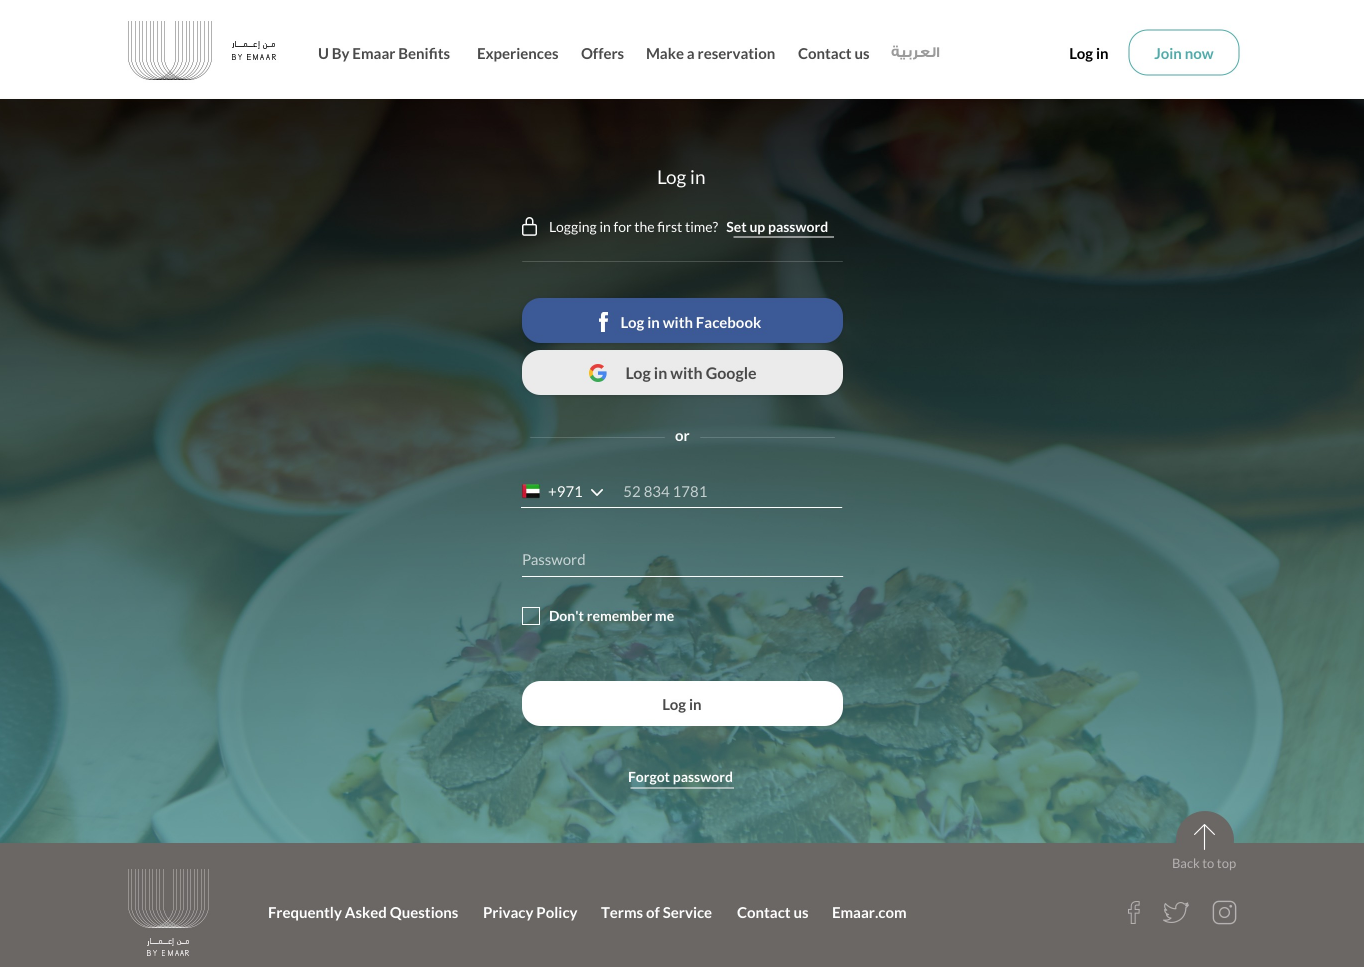 من إعمار
BY EMAAR
U By Emaar Benifits
Experiences
Offers
Make a reservation
Contact us
العربية
Log in
Join now
Log in
Logging in for the first time? Set up password
Log in with Facebook
Log in with Google
or
+971 52 834 1781
Password
Don't remember me
Log in
Forgot password
Back to top
من إعمار
BY EMAAR
Frequently Asked Questions
Privacy Policy
Terms of Service
Contact us
Emaar.com